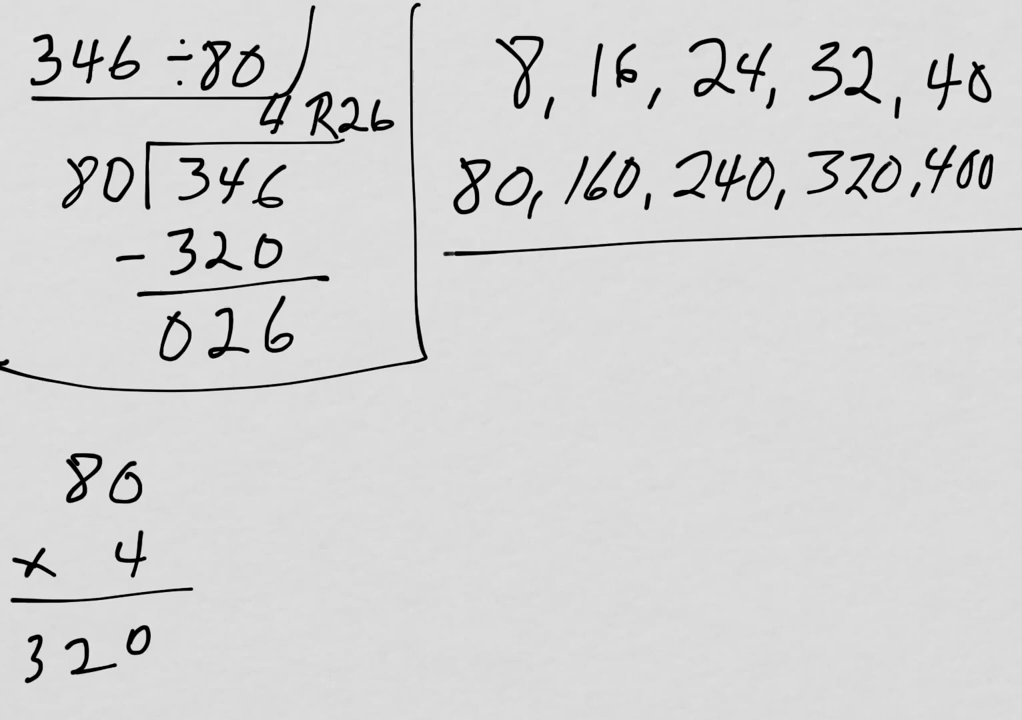 346 ÷ 80
4 R26
80 346
- 320
026
80
x 4
320
8, 16, 24, 32, 40
80, 160, 240, 320, 400